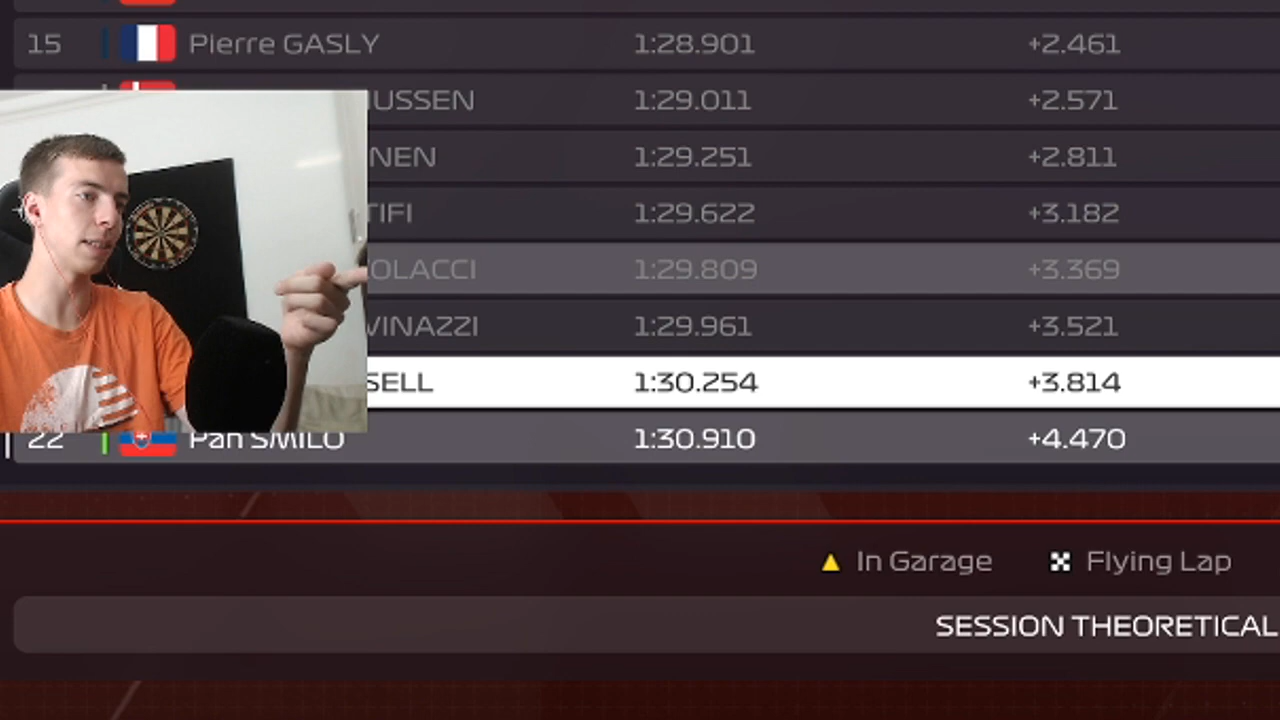 15 Pierre GASLY 1:28.901 +2.461
USSEN 1:29.011 +2.571
NEN 1:29.251 +2.811
TIFI 1:29.622 +3.182
OLACCI 1:29.809 +3.369
VINAZZI 1:29.961 +3.521
SELL 1:30.254 +3.814
22 Pan SMILO 1:30.910 +4.470
In Garage Flying Lap
SESSION THEORETICAL